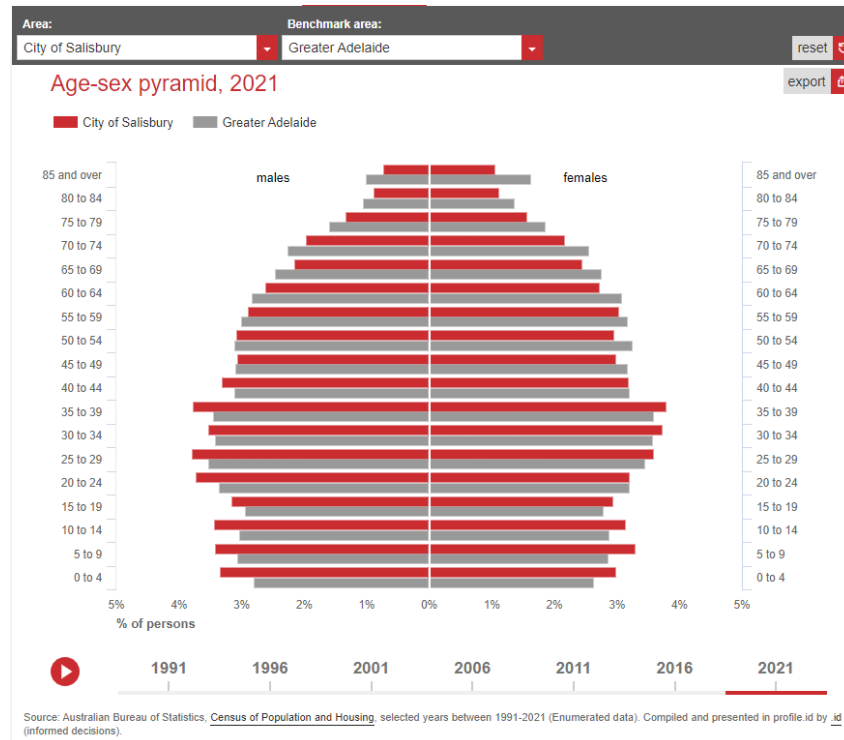 Area: Benchmark area:
City of Salisbury Greater Adelaide reset
export
Age-sex pyramid, 2021
City of Salisbury Greater Adelaide
males females
85 and over 85 and over
80 to 84 80 to 84
75 to 79 75 to 79
70 to 74 70 to 74
65 to 69 65 to 69
60 to 64 60 to 64
55 to 59 55 to 59
50 to 54 50 to 54
45 to 49 45 to 49
40 to 44 40 to 44
35 to 39 35 to 39
30 to 34 30 to 34
25 to 29 25 to 29
20 to 24 20 to 24
15 to 19 15 to 19
10 to 14 10 to 14
5 to 9 5 to 9
0 to 4 0 to 4
5% 4% 3% 2% 1% 0% 1% 2% 3% 4% 5%
% of persons
1991 1996 2001 2006 2011 2016 2021
Source: Australian Bureau of Statistics, Census of Population and Housing, selected years between 1991-2021 (Enumerated data). Compiled and presented in profile.id by .id
(informed decisions).